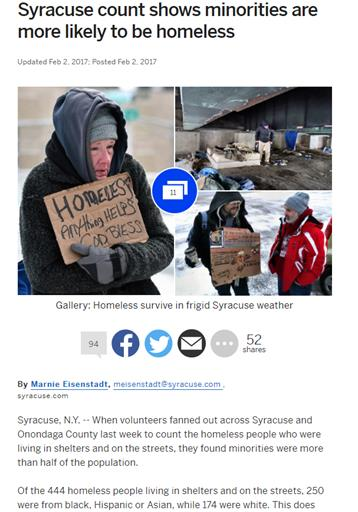 Syracuse count shows minorities are
more likely to be homeless
Updated Feb 2, 2017; Posted Feb 2, 2017
HOMELESS?
ANYthing HELPS
GOD BLESS
11
Gallery: Homeless survive in frigid Syracuse weather
94
52
shares
By Marnie Eisenstadt, meisenstadt@syracuse.com,
syracuse.com
Syracuse, N.Y. -- When volunteers fanned out across Syracuse and
Onondaga County last week to count the homeless people who were
living in shelters and on the streets, they found minorities were more
than half of the population.
Of the 444 homeless people living in shelters and on the streets, 250
were from black, Hispanic or Asian, while 174 were white. This does